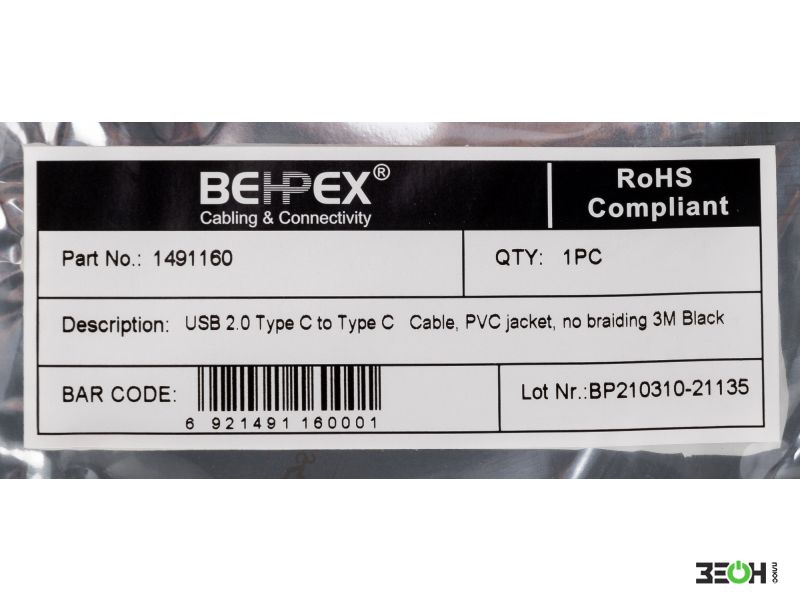 BEHPEX®
Cabling & Connectivity
RoHS
Compliant
Part No.: 1491160
QTY: 1PC
Description: USB 2.0 Type C to Type C Cable, PVC jacket, no braiding 3M Black
BAR CODE:
6 921491 160001
Lot Nr.:BP210310-21135
ЗЕОН